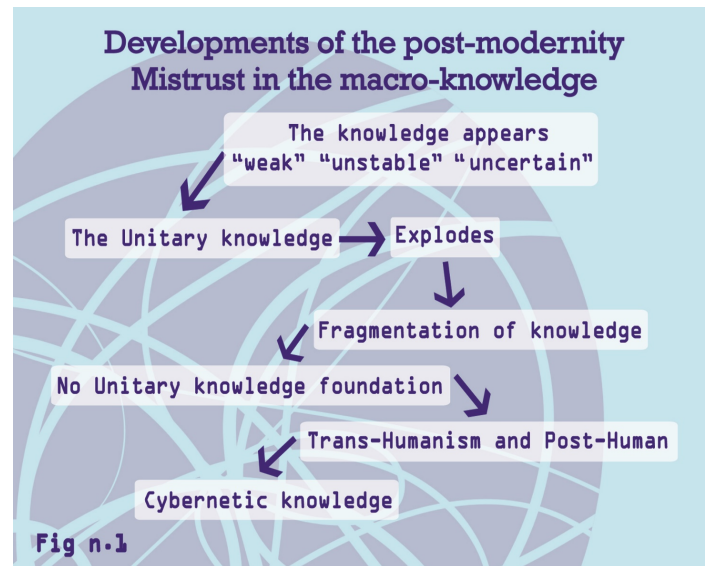 Developments of the post-modernity
Mistrust in the macro-knowledge
The knowledge appears
“weak” “unstable” “uncertain”
The Unitary knowledge
Explodes
Fragmentation of knowledge
No Unitary knowledge foundation
Trans-Humanism and Post-Human
Cybernetic knowledge
Fig n.1